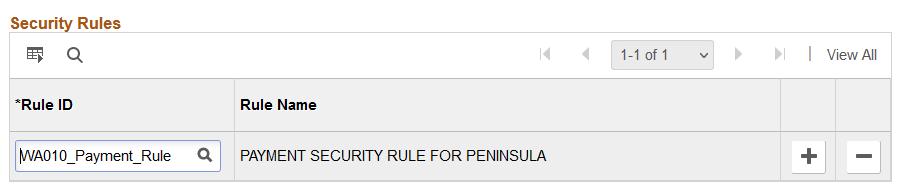 Security Rules
1-1 of 1
View All
*Rule ID
Rule Name
WA010_Payment_Rule
PAYMENT SECURITY RULE FOR PENINSULA